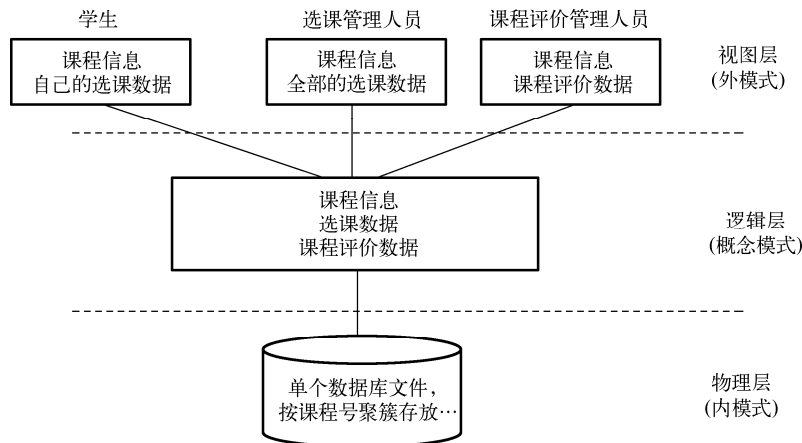 学生
选课管理人员
课程评价管理人员
课程信息
自己的选课数据
课程信息
全部的选课数据
课程信息
课程评价数据
视图层
(外模式)
课程信息
选课数据
课程评价数据
逻辑层
(概念模式)
单个数据库文件，
按课程号聚簇存放…
物理层
(内模式)